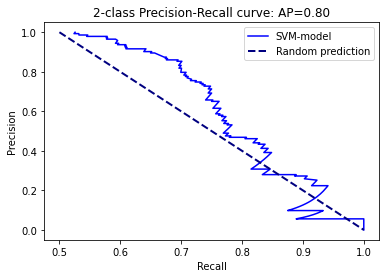 2-class Precision-Recall curve: AP=0.80
SVM-model
Random prediction
Precision
1.0
0.8
0.6
0.4
0.2
0.0
0.5
0.6
0.7
0.8
0.9
1.0
Recall